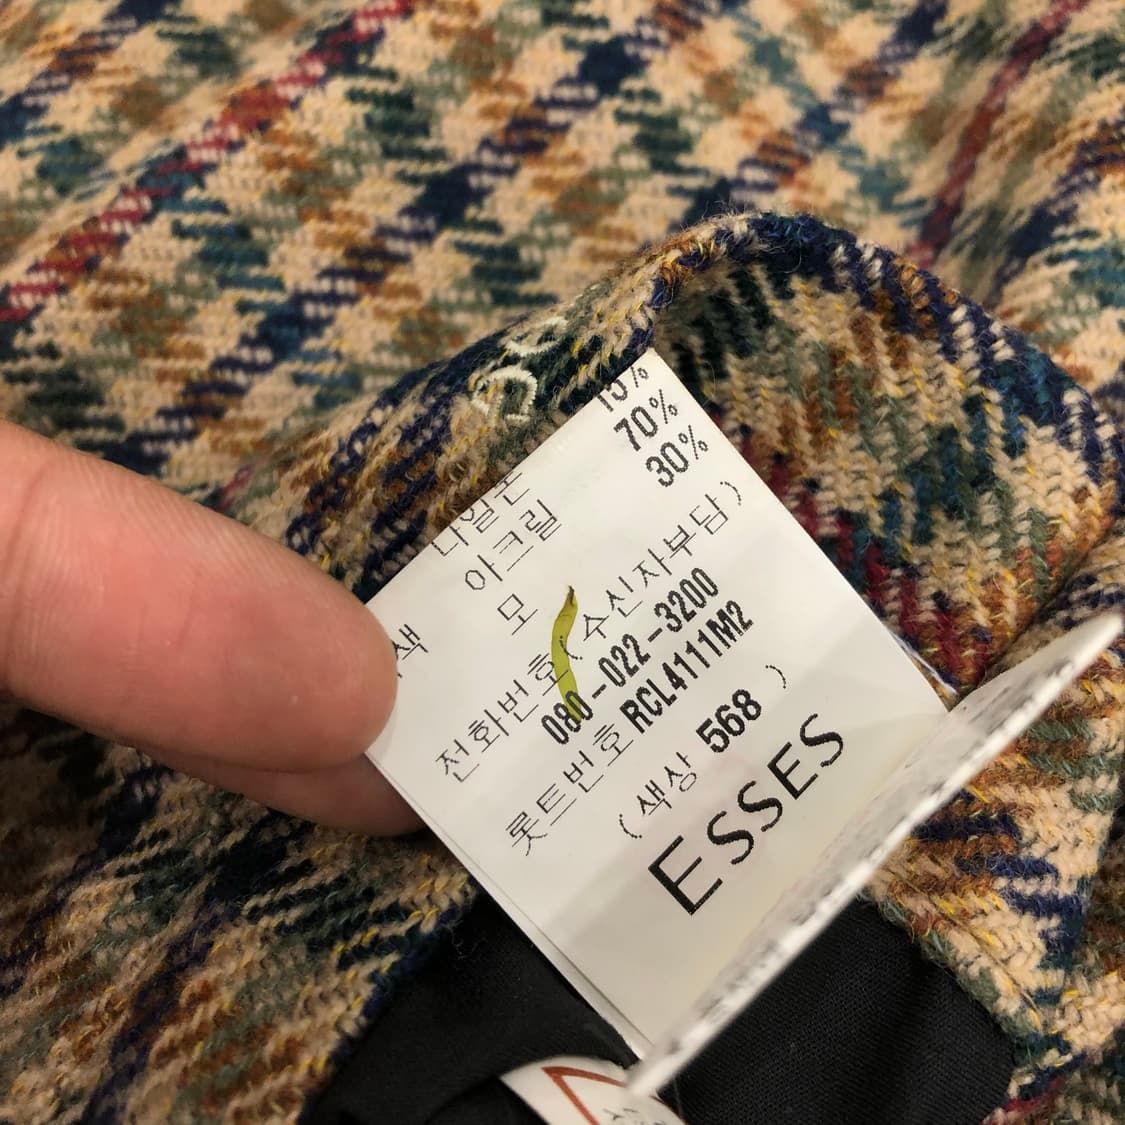 나일론 15%
아크릴 70%
모 30%
색
전화번호(수신자부담)
080-022-3200
롯트번호 RCL4111M2
(색상 568 )
ESSES